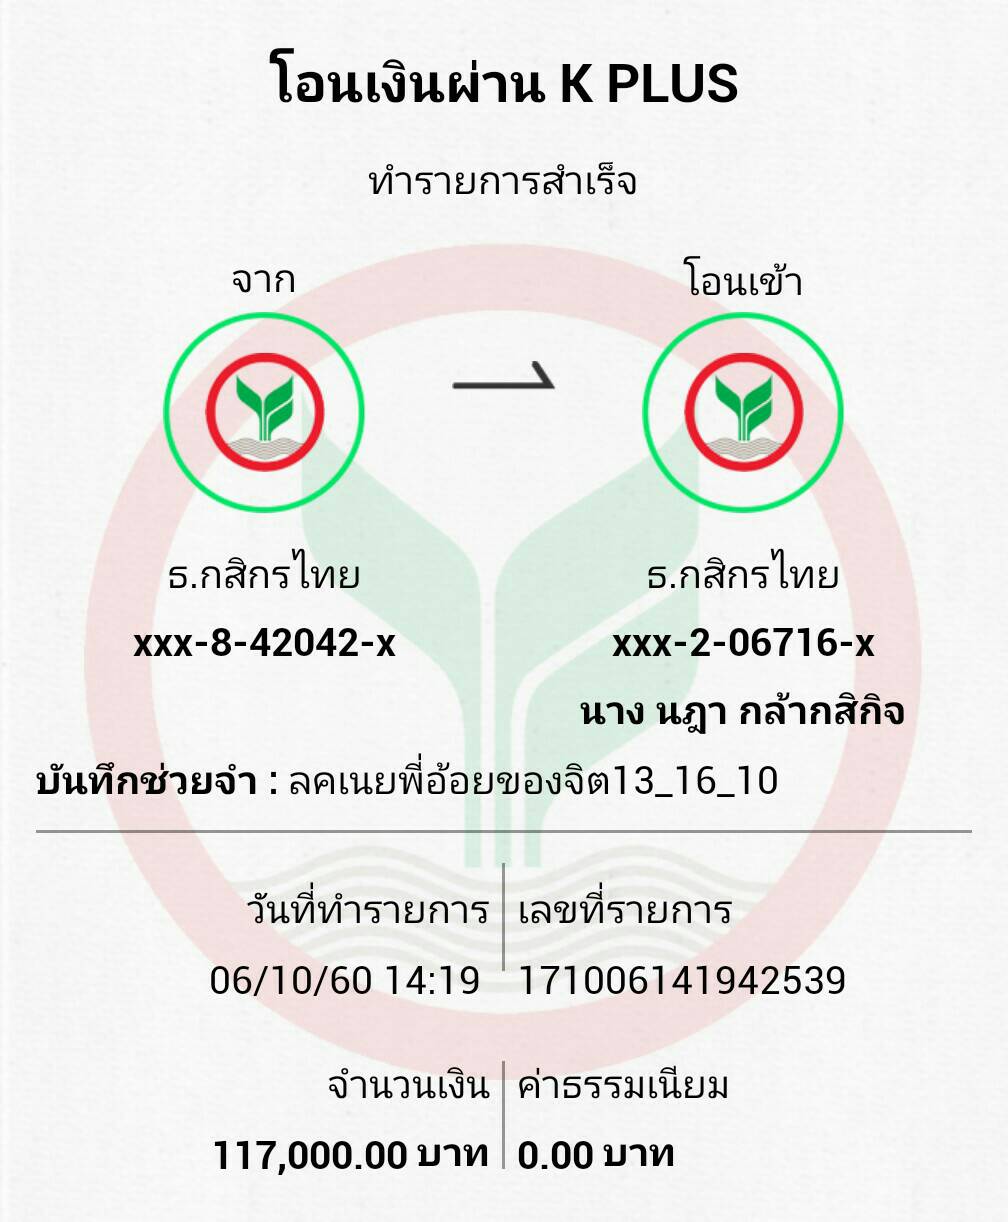 โอนเงินผ่าน K PLUS
ทำรายการสำเร็จ
จาก
โอนเข้า
ธ.กสิกรไทย
ธ.กสิกรไทย
xxx-8-42042-x
xxx-2-06716-x
นาง นฎา กล้ากสิกิจ
บันทึกช่วยจำ : ลคเนยพี่อ้อยของจิต13_16_10
วันที่ทำรายการ
เลขที่รายการ
06/10/60 14:19
171006141942539
จำนวนเงิน
ค่าธรรมเนียม
117,000.00 บาท
0.00 บาท